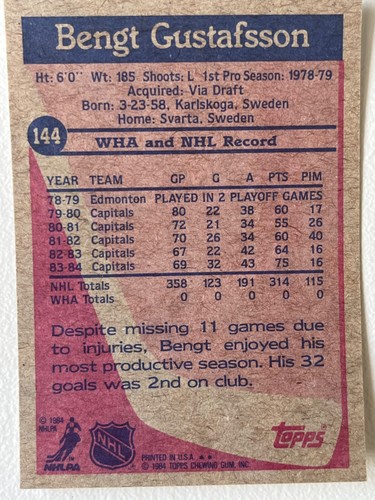 Bengt Gustafsson
Ht: 6'0" Wt: 185 Shoots: L 1st Pro Season: 1978-79
Acquired: Via Draft
Born: 3-23-58, Karlskoga, Sweden
Home: Svarta, Sweden
144
WHA and NHL Record
YEAR TEAM GP G A PTS PIM
78-79 Edmonton PLAYED IN 2 PLAYOFF GAMES
79-80 Capitals 80 22 38 60 17
80-81 Capitals 72 21 34 55 26
81-82 Capitals 70 26 34 60 40
82-83 Capitals 67 22 42 64 16
83-84 Capitals 69 32 43 75 16
NHL Totals 358 123 191 314 115
WHA Totals 0 0 0 0 0
Despite missing 11 games due
to injuries, Bengt enjoyed his
most productive season. His 32
goals was 2nd on club.
© 1984
NHLPA
NHLPA
NHL
topps
PRINTED IN U.S.A. **
© 1984 TOPPS CHEWING GUM, INC.